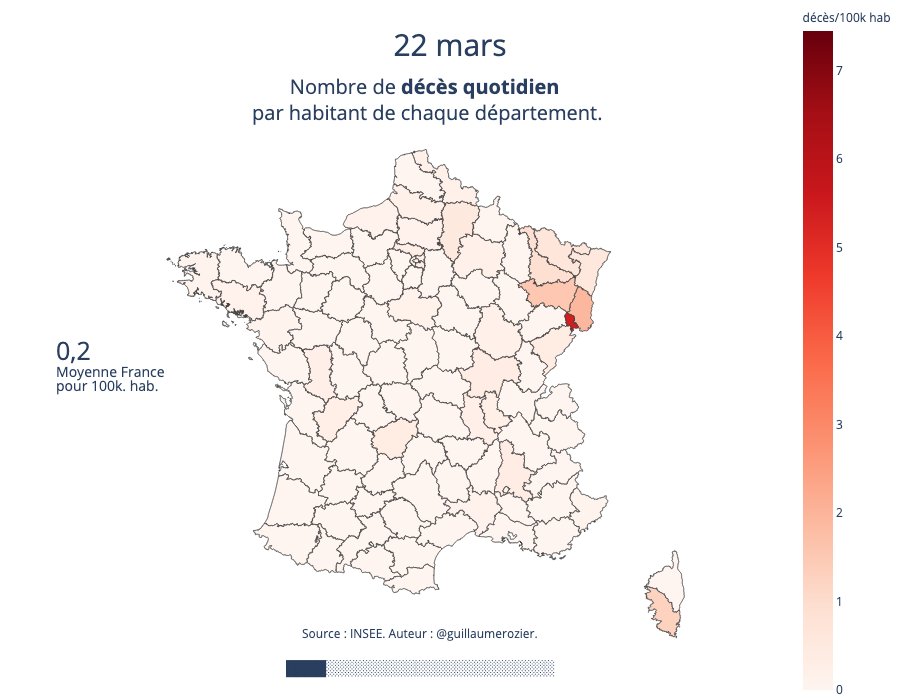 décès/100k hab
22 mars
Nombre de décès quotidien
par habitant de chaque département.
7
6
5
4
3
2
1
0
0,2
Moyenne France
pour 100k. hab.
Source : INSEE. Auteur : @guillaumerozier.